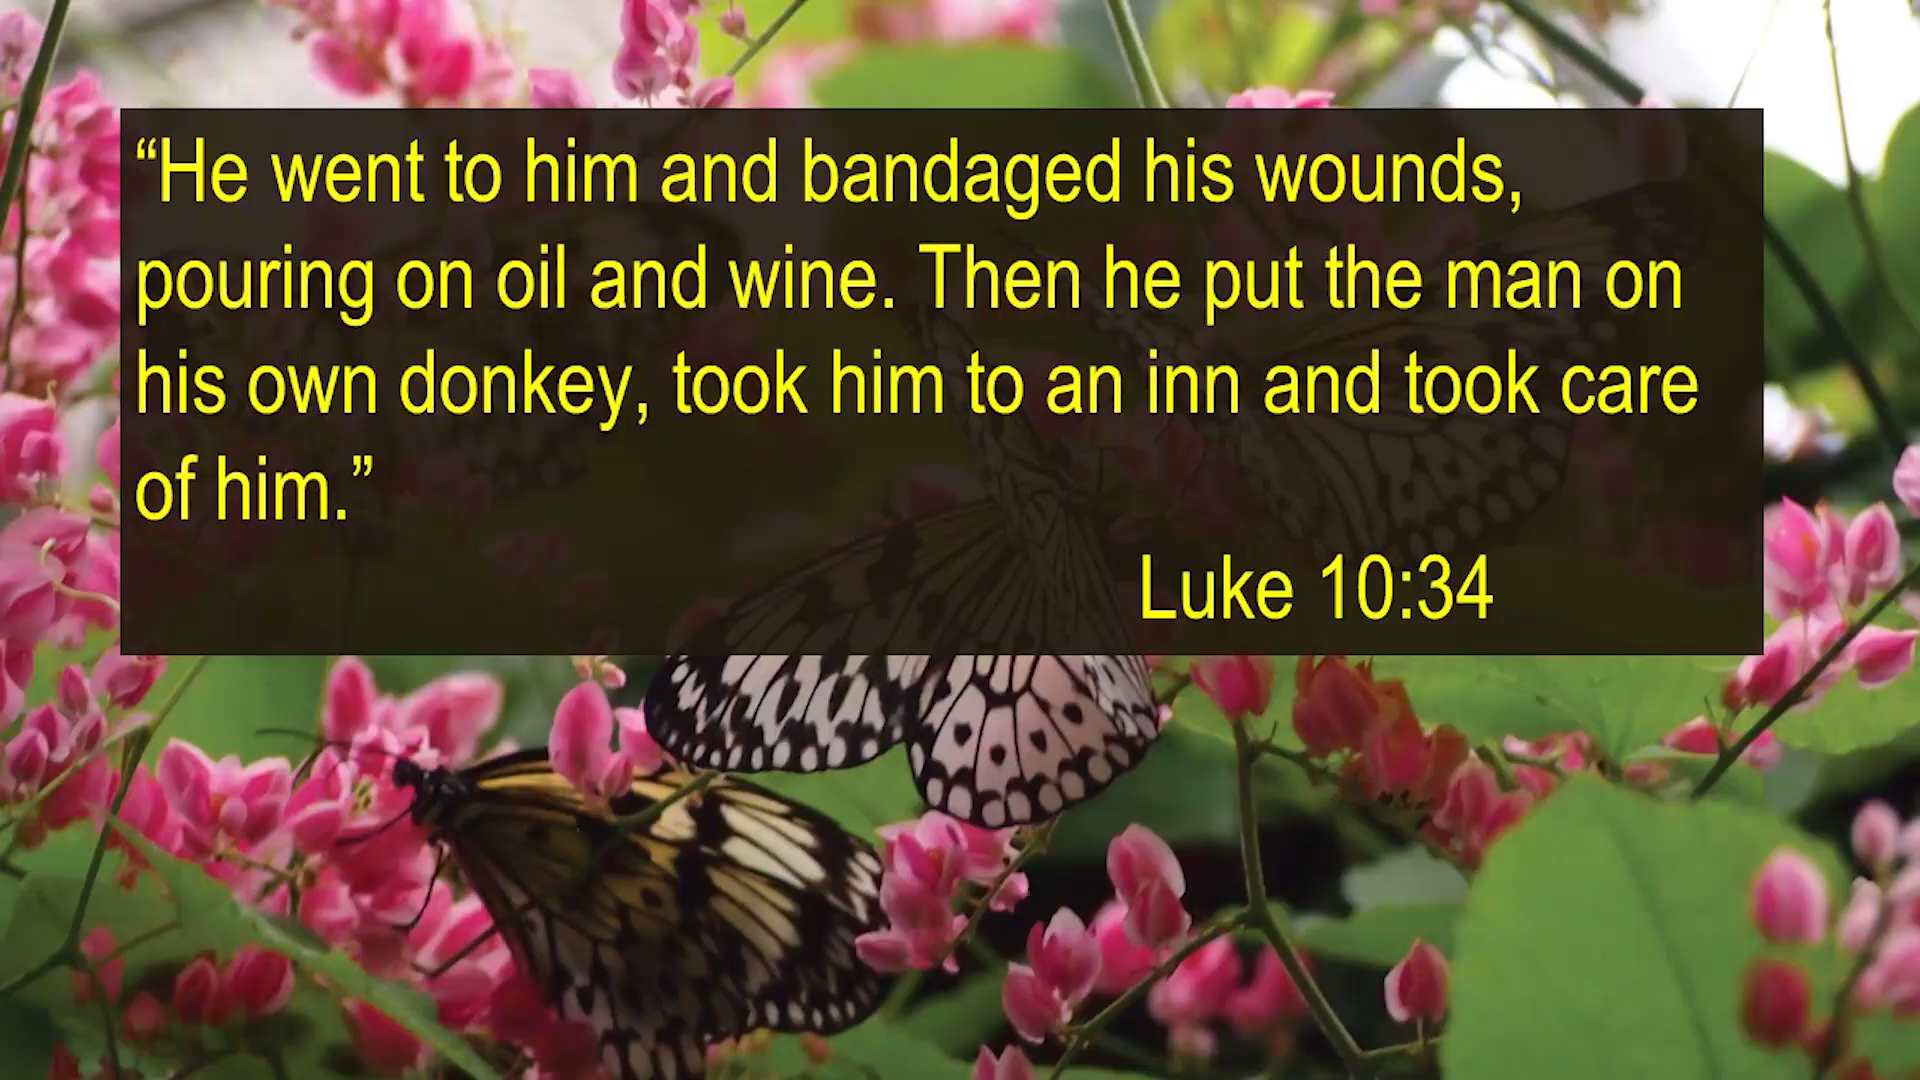 “He went to him and bandaged his wounds,
pouring on oil and wine. Then he put the man on
his own donkey, took him to an inn and took care
of him.”
Luke 10:34